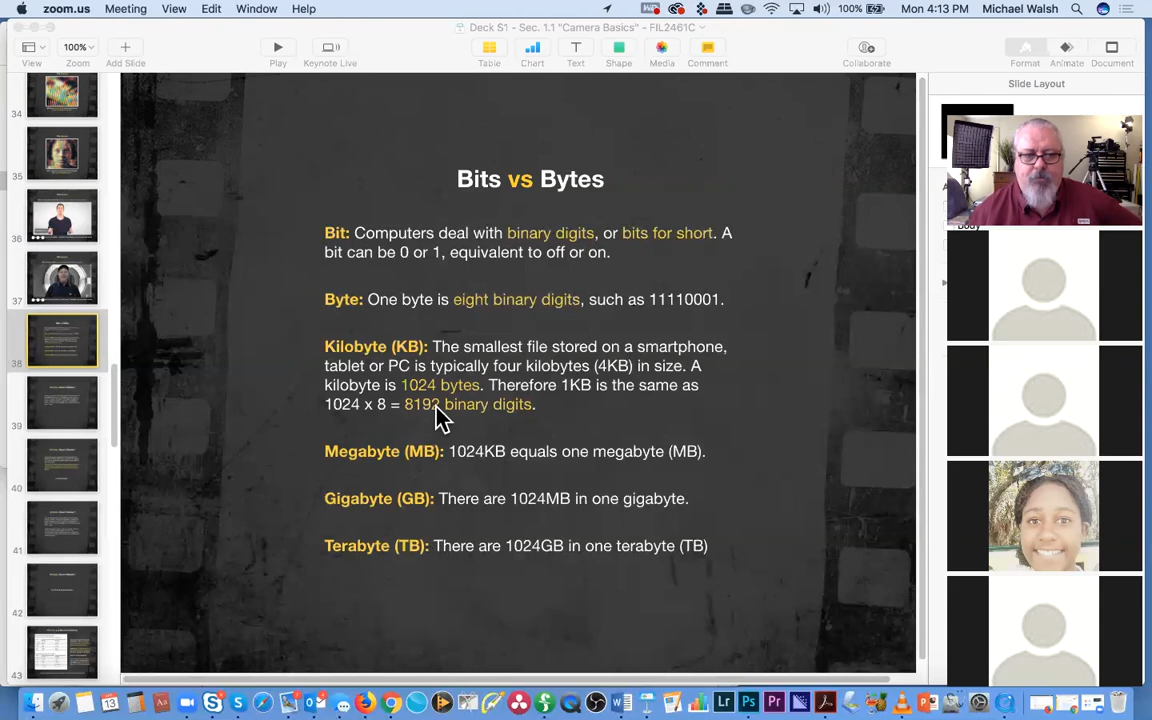 zoom.us Meeting View Edit Window Help 100% Mon 4:13 PM Michael Walsh
Deck S1 - Sec. 1.1 "Camera Basics" - FIL2461C
100%
View Zoom Add Slide Play Keynote Live Table Chart Text Shape Media Comment Collaborate Format Animate Document
Slide Layout
34
35
36
37
38
39
40
41
42
43
Bits vs Bytes
Bit: Computers deal with binary digits, or bits for short. A
bit can be 0 or 1, equivalent to off or on.
Byte: One byte is eight binary digits, such as 11110001.
Kilobyte (KB): The smallest file stored on a smartphone,
tablet or PC is typically four kilobytes (4KB) in size. A
kilobyte is 1024 bytes. Therefore 1KB is the same as
1024 x 8 = 8192 binary digits.
Megabyte (MB): 1024KB equals one megabyte (MB).
Gigabyte (GB): There are 1024MB in one gigabyte.
Terabyte (TB): There are 1024GB in one terabyte (TB)
Body
13 Lr Ps Pr